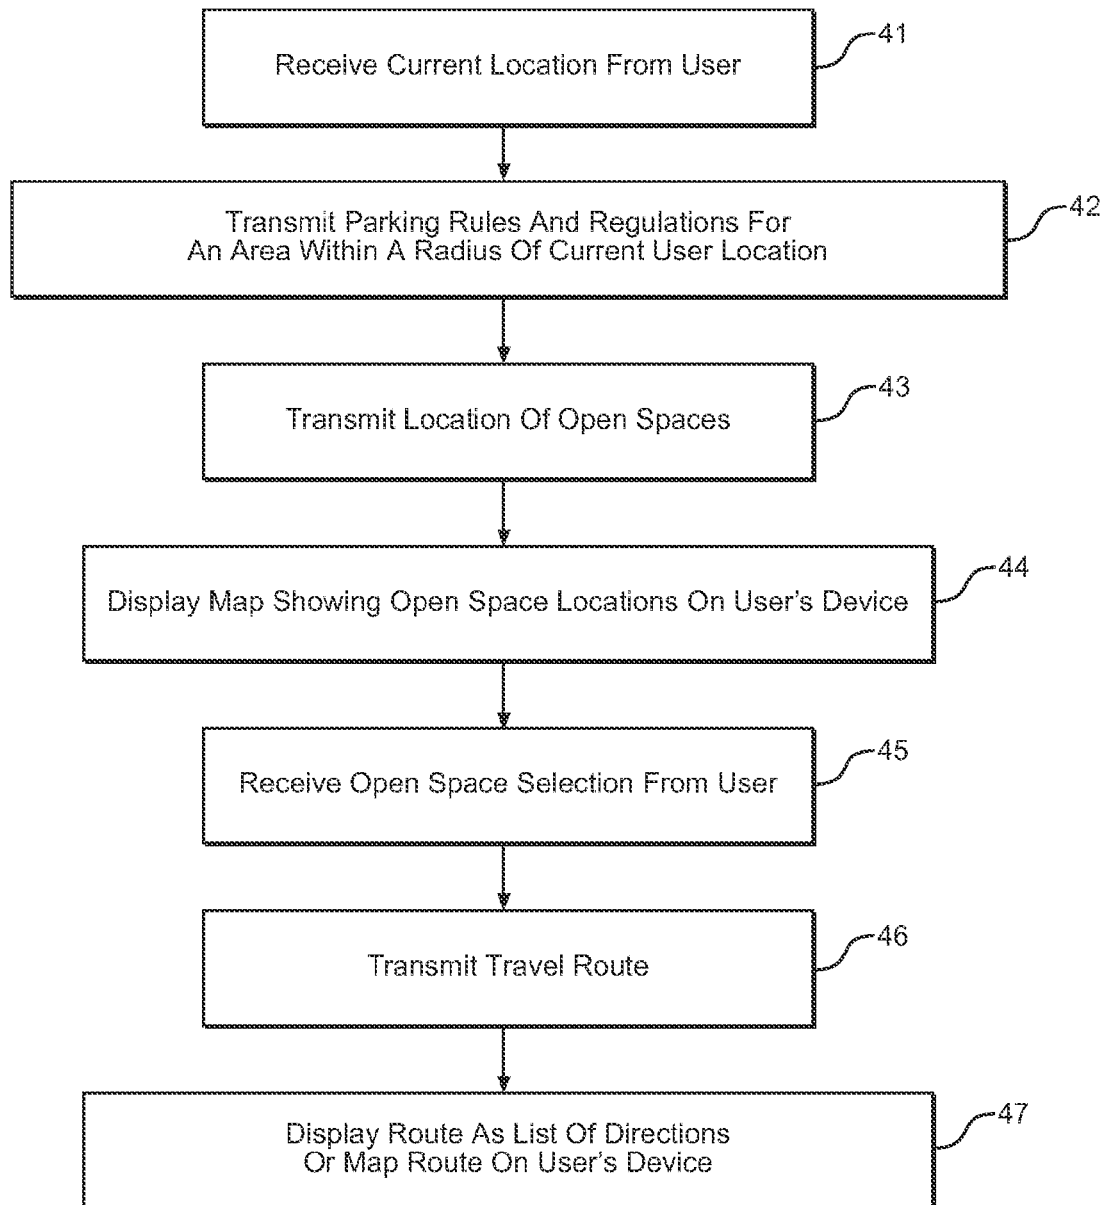 41
Receive Current Location From User
42
Transmit Parking Rules And Regulations For
An Area Within A Radius Of Current User Location
43
Transmit Location Of Open Spaces
44
Display Map Showing Open Space Locations On User's Device
45
Receive Open Space Selection From User
46
Transmit Travel Route
47
Display Route As List Of Directions
Or Map Route On User's Device